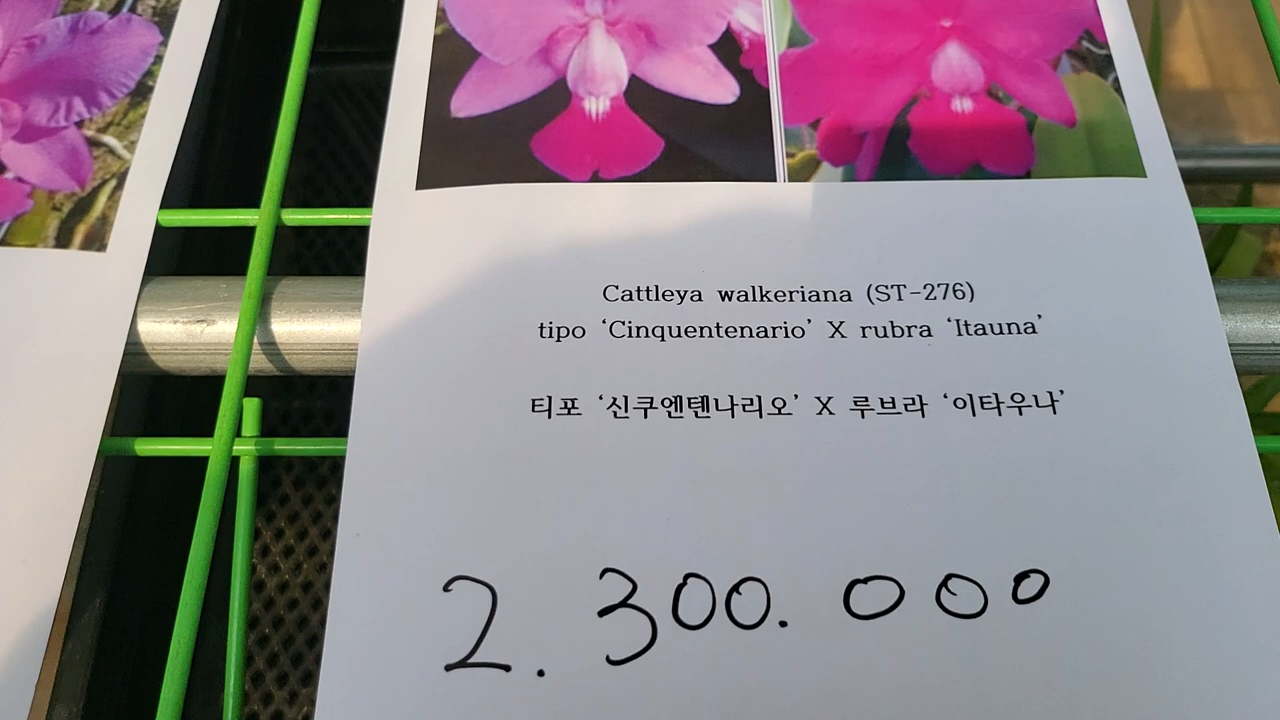 Cattleya walkeriana (ST-276)
tipo ‘Cinquentenario’ X rubra ‘Itauna’
티포 ‘신쿠엔텐나리오’ X 루브라 ‘이타우나’
2. 300. 000